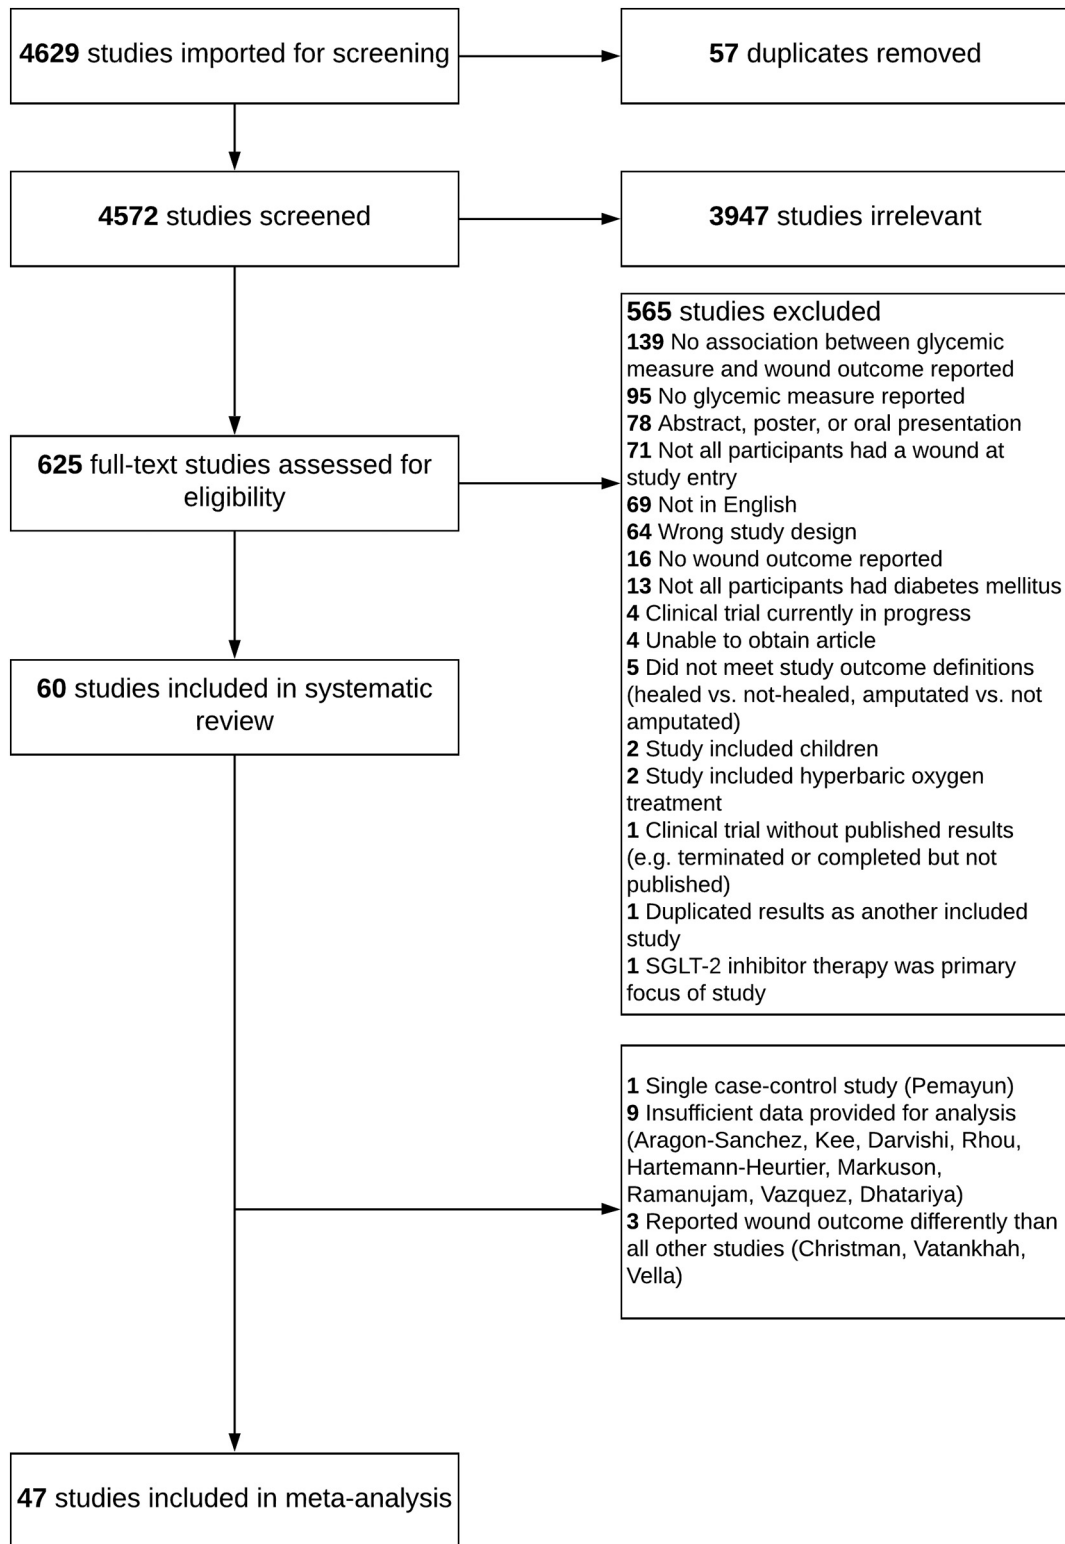 4629 studies imported for screening
57 duplicates removed
4572 studies screened
3947 studies irrelevant
625 full-text studies assessed for
eligibility
565 studies excluded
139 No association between glycemic
measure and wound outcome reported
95 No glycemic measure reported
78 Abstract, poster, or oral presentation
71 Not all participants had a wound at
study entry
69 Not in English
64 Wrong study design
16 No wound outcome reported
13 Not all participants had diabetes mellitus
4 Clinical trial currently in progress
4 Unable to obtain article
5 Did not meet study outcome definitions
(healed vs. not-healed, amputated vs. not
amputated)
2 Study included children
2 Study included hyperbaric oxygen
treatment
1 Clinical trial without published results
(e.g. terminated or completed but not
published)
1 Duplicated results as another included
study
1 SGLT-2 inhibitor therapy was primary
focus of study
60 studies included in systematic
review
1 Single case-control study (Pemayun)
9 Insufficient data provided for analysis
(Aragon-Sanchez, Kee, Darvishi, Rhou,
Hartemann-Heurtier, Markuson,
Ramanujam, Vazquez, Dhatariya)
3 Reported wound outcome differently than
all other studies (Christman, Vatankhah,
Vella)
47 studies included in meta-analysis